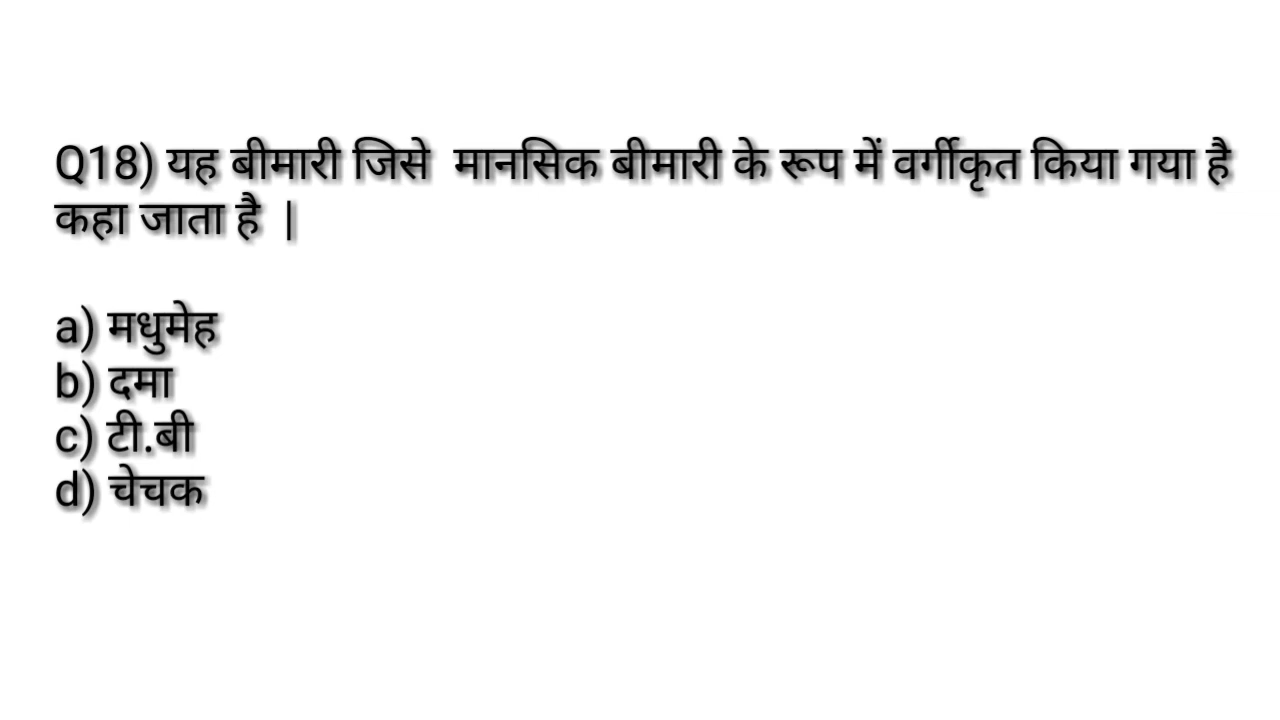 Q18) यह बीमारी जिसे  मानसिक बीमारी के रूप में वर्गीकृत किया गया है
कहा जाता है  |
a) मधुमेह
b) दमा
c) टी.बी
d) चेचक